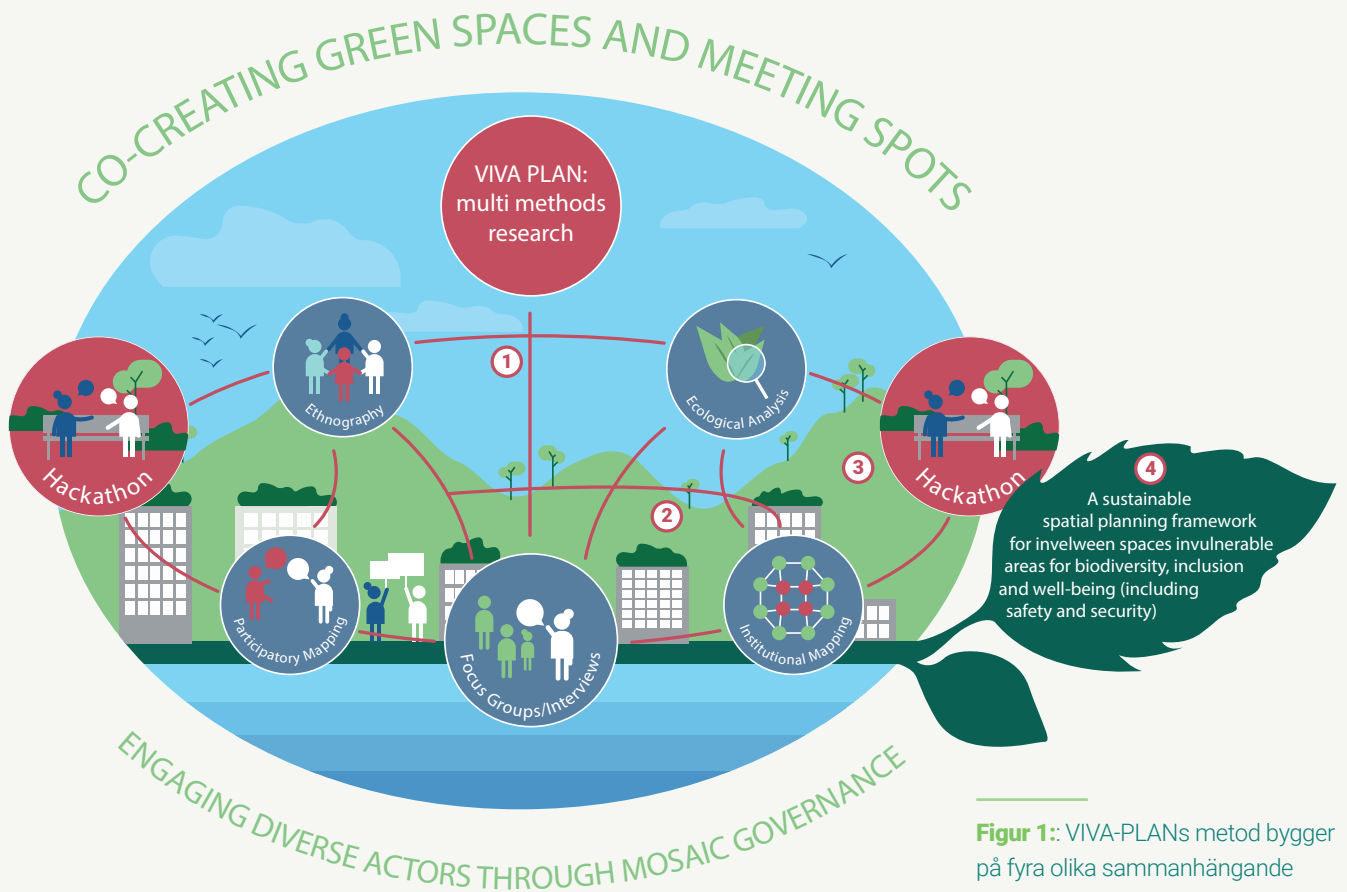 CO-CREATING GREEN SPACES AND MEETING SPOTS
VIVA PLAN:
multi methods
research
1
Ethnography
Ecological Analysis
Hackathon
Hackathon
3
2
4
A sustainable
spatial planning framework
for invelween spaces invulnerable
areas for biodiversity, inclusion
and well-being (including
safety and security)
Participatory Mapping
Focus Groups/Interviews
Institutional Mapping
ENGAGING DIVERSE ACTORS THROUGH MOSAIC GOVERNANCE
Figur 1:: VIVA-PLANs metod bygger
på fyra olika sammanhängande